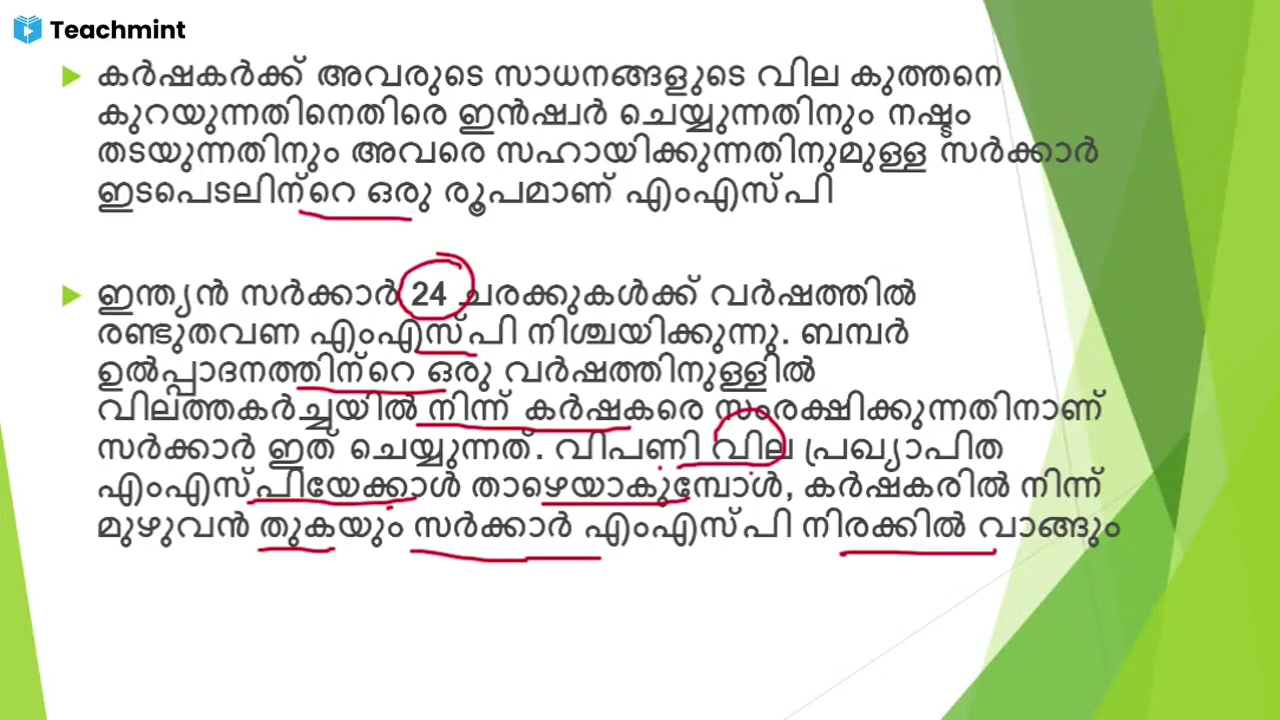 Teachmint
കർഷകർക്ക് അവരുടെ സാധനങ്ങളുടെ വില കുത്തനെ
കുറയുന്നതിനെതിരെ ഇൻഷ്വർ ചെയ്യുന്നതിനും നഷ്ടം
തടയുന്നതിനും അവരെ സഹായിക്കുന്നതിനുമുള്ള സർക്കാർ
ഇടപെടലിന്റെ ഒരു രൂപമാണ് എംഎസ്പി
ഇന്ത്യൻ സർക്കാർ 24 ചരക്കുകൾക്ക് വർഷത്തിൽ
രണ്ടുതവണ എംഎസ്പി നിശ്ചയിക്കുന്നു. ബമ്പർ
ഉൽപ്പാദനത്തിന്റെ ഒരു വർഷത്തിനുള്ളിൽ
വിലത്തകർച്ചയിൽ നിന്ന് കർഷകരെ സംരക്ഷിക്കുന്നതിനാണ്
സർക്കാർ ഇത് ചെയ്യുന്നത്. വിപണി വില പ്രഖ്യാപിത
എംഎസ്പിയേക്കാൾ താഴെയാകുമ്പോൾ, കർഷകരിൽ നിന്ന്
മുഴുവൻ തുകയും സർക്കാർ എംഎസ്പി നിരക്കിൽ വാങ്ങും